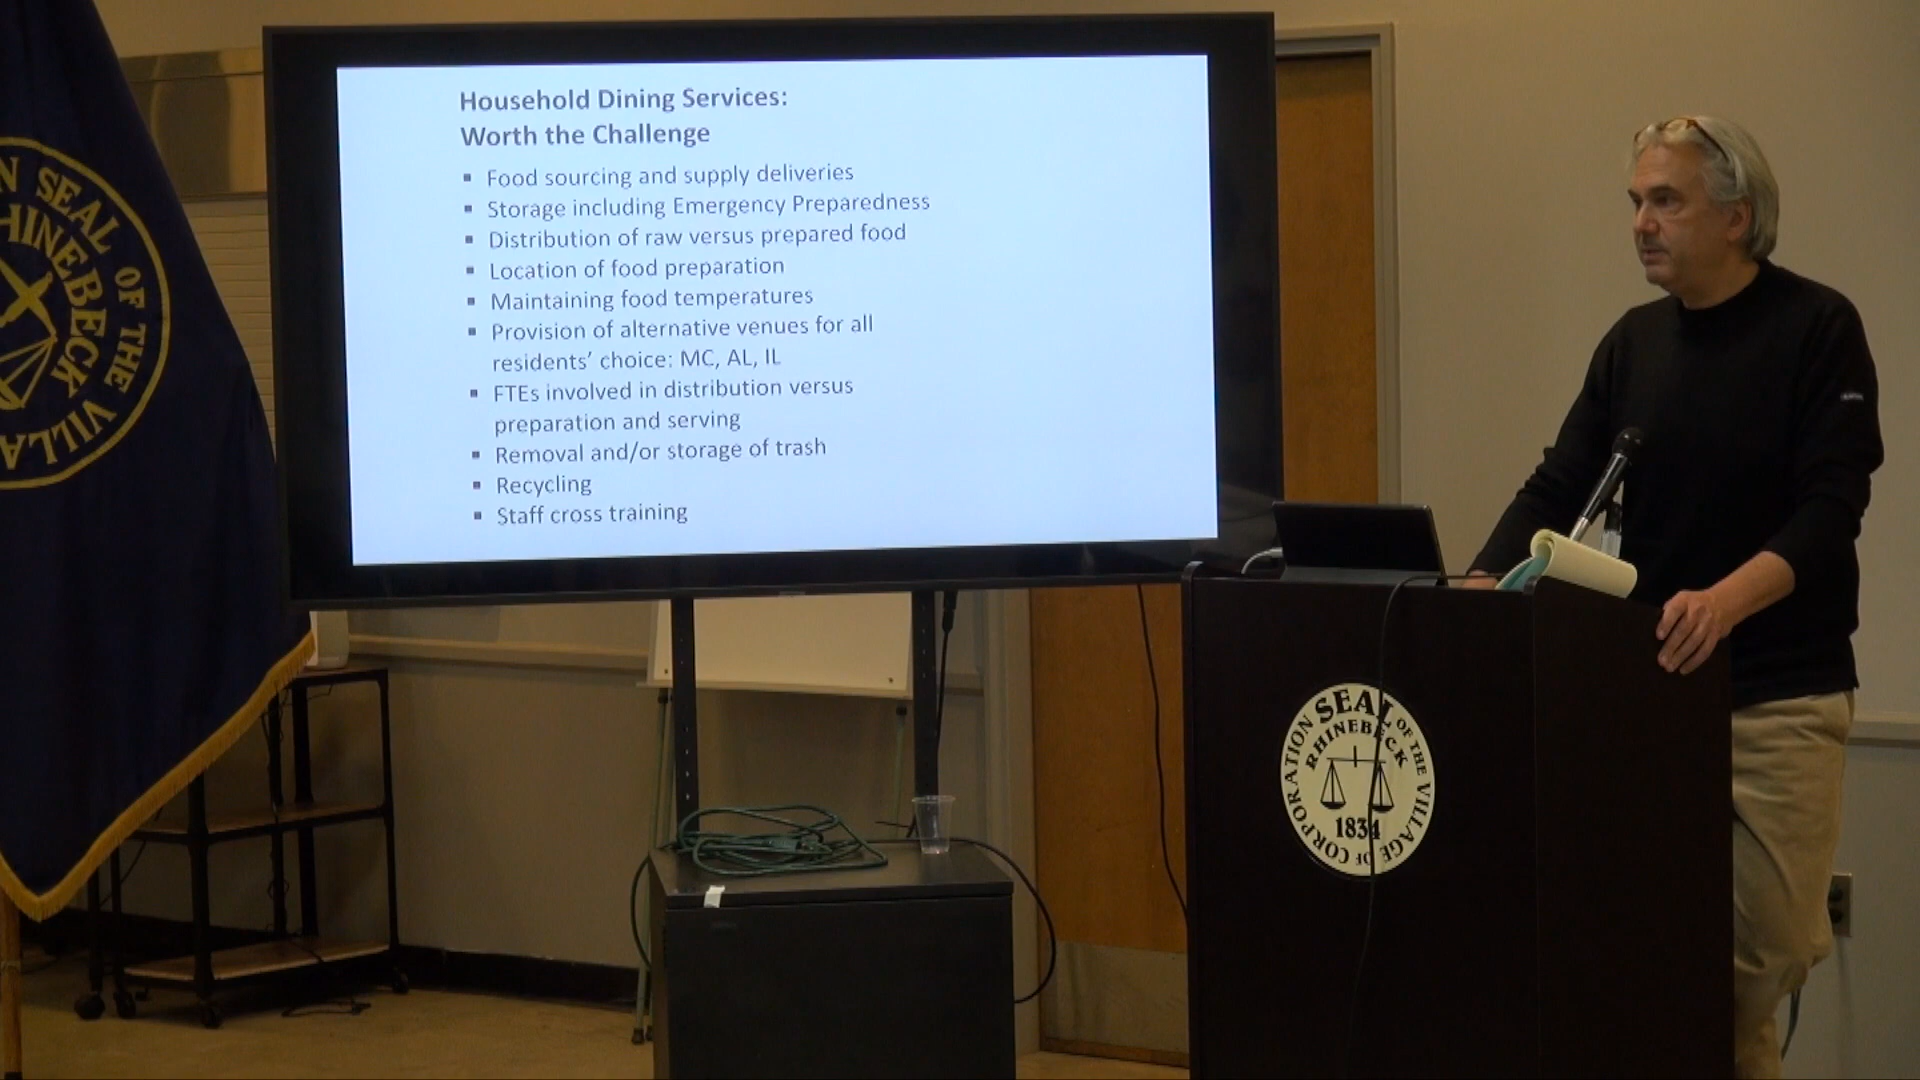 Household Dining Services:
Worth the Challenge
▪ Food sourcing and supply deliveries
▪ Storage including Emergency Preparedness
▪ Distribution of raw versus prepared food
▪ Location of food preparation
▪ Maintaining food temperatures
▪ Provision of alternative venues for all
residents' choice: MC, AL, IL
▪ FTEs involved in distribution versus
preparation and serving
▪ Removal and/or storage of trash
▪ Recycling
▪ Staff cross training
SEAL OF THE
RHINEBECK
CORPORATION SEAL OF THE VILLAGE OF
RHINEBECK
1834